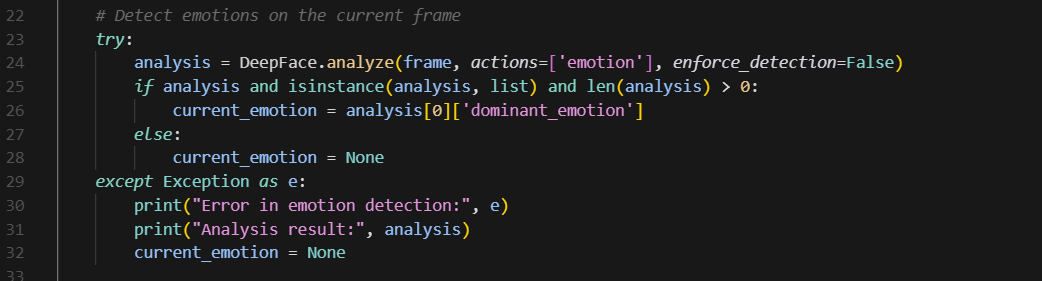 22 # Detect emotions on the current frame
23 try:
24 analysis = DeepFace.analyze(frame, actions=['emotion'], enforce_detection=False)
25 if analysis and isinstance(analysis, list) and len(analysis) > 0:
26 current_emotion = analysis[0]['dominant_emotion']
27 else:
28 current_emotion = None
29 except Exception as e:
30 print("Error in emotion detection:", e)
31 print("Analysis result:", analysis)
32 current_emotion = None
33